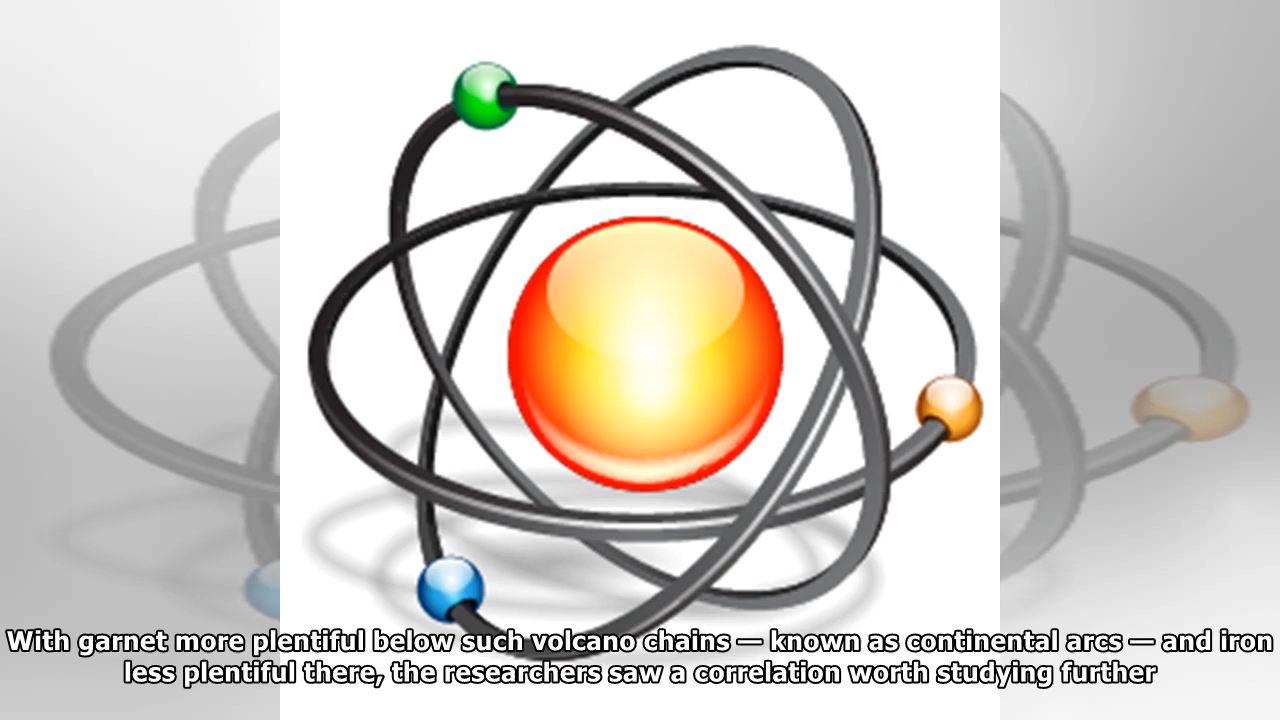 With garnet more plentiful below such volcano chains — known as continental arcs — and iron
less plentiful there, the researchers saw a correlation worth studying further